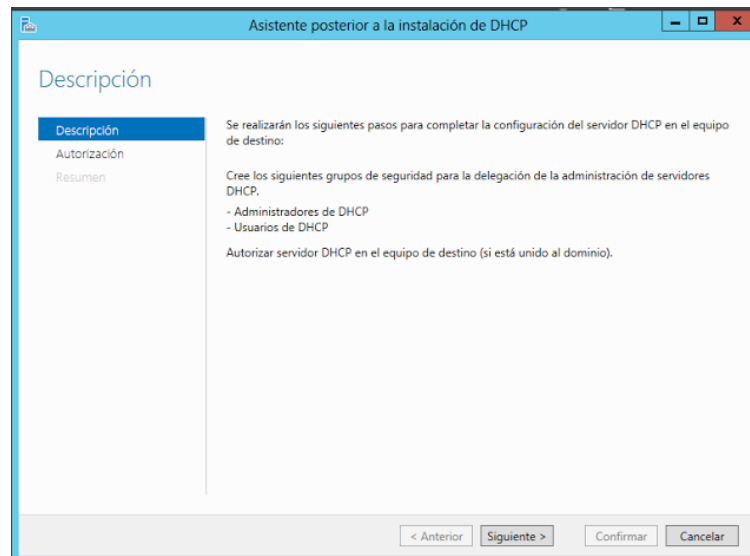 Asistente posterior a la instalación de DHCP
Descripción
Descripción
Autorización
Resumen
Se realizarán los siguientes pasos para completar la configuración del servidor DHCP en el equipo
de destino:
Cree los siguientes grupos de seguridad para la delegación de la administración de servidores
DHCP.
- Administradores de DHCP
- Usuarios de DHCP
Autorizar servidor DHCP en el equipo de destino (si está unido al dominio).
< Anterior
Siguiente >
Confirmar
Cancelar